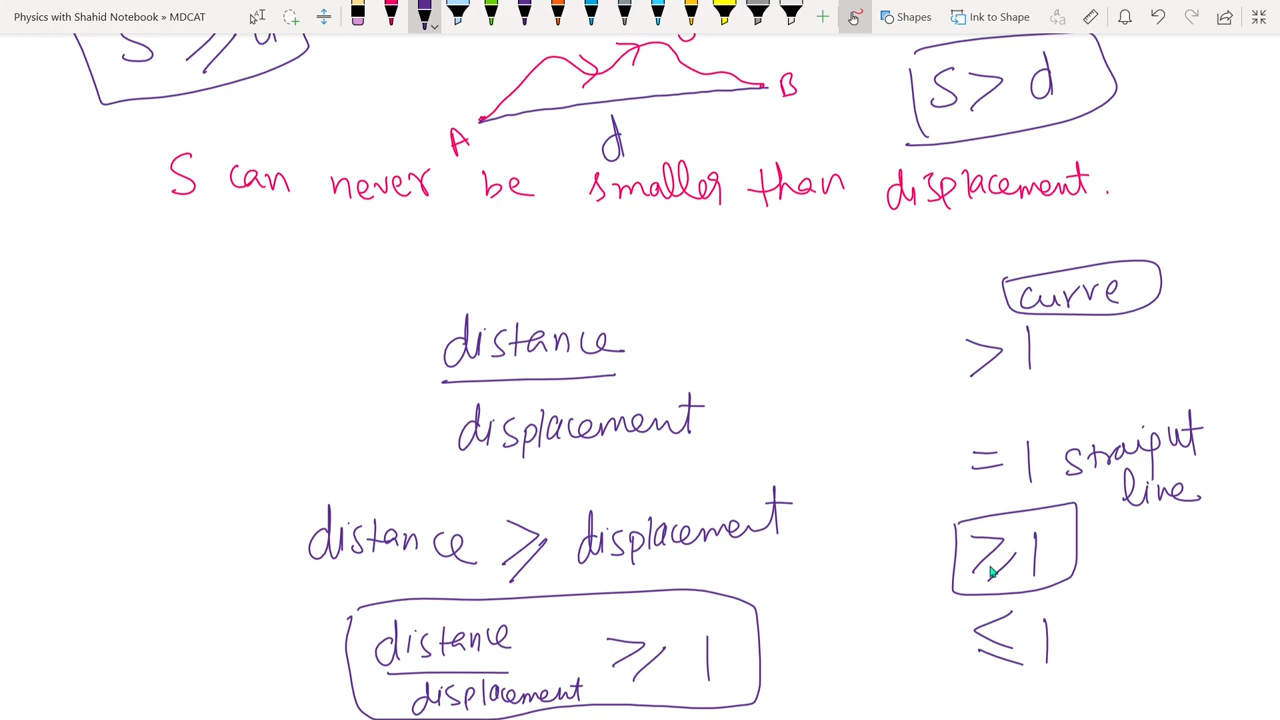 Physics with Shahid Notebook » MDCAT
Shapes
Ink to Shape
S ⩾
A
B
d
S > d
S can never be smaller than displacement.
curve
distance
displacement
> 1
= 1 straight
line
distance ⩾ displacement
⩾ 1
distance
displacement
⩾ 1
≤ 1